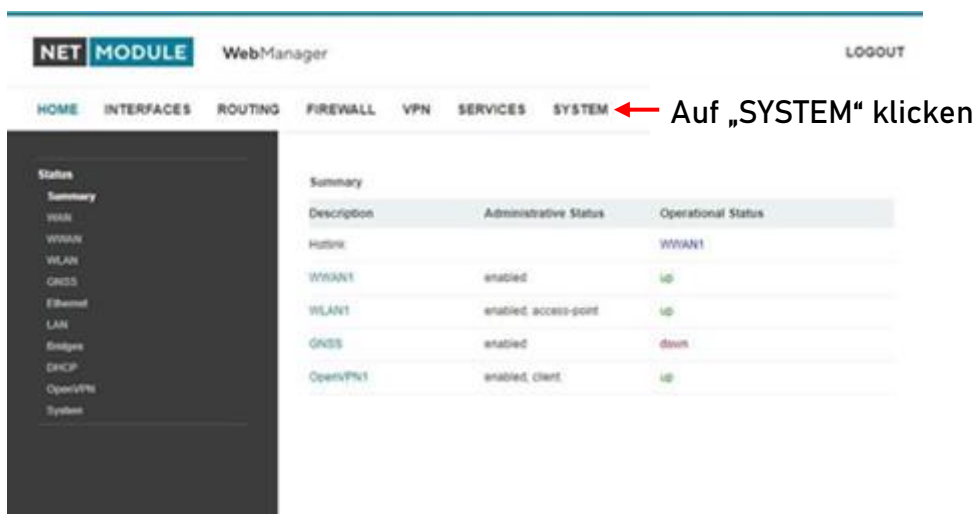 NET MODULE WebManager LOGOUT
HOME INTERFACES ROUTING FIREWALL VPN SERVICES SYSTEM Auf „SYSTEM“ klicken
Status
Summary
WAN
WWAN
WLAN
GNSS
Ethernet
LAN
Bridges
DHCP
OpenVPN
System
Summary
Description Administrative Status Operational Status
Hotlink WWAN1
WWAN1 enabled up
WLAN1 enabled, access-point up
GNSS enabled down
OpenVPN1 enabled, client up